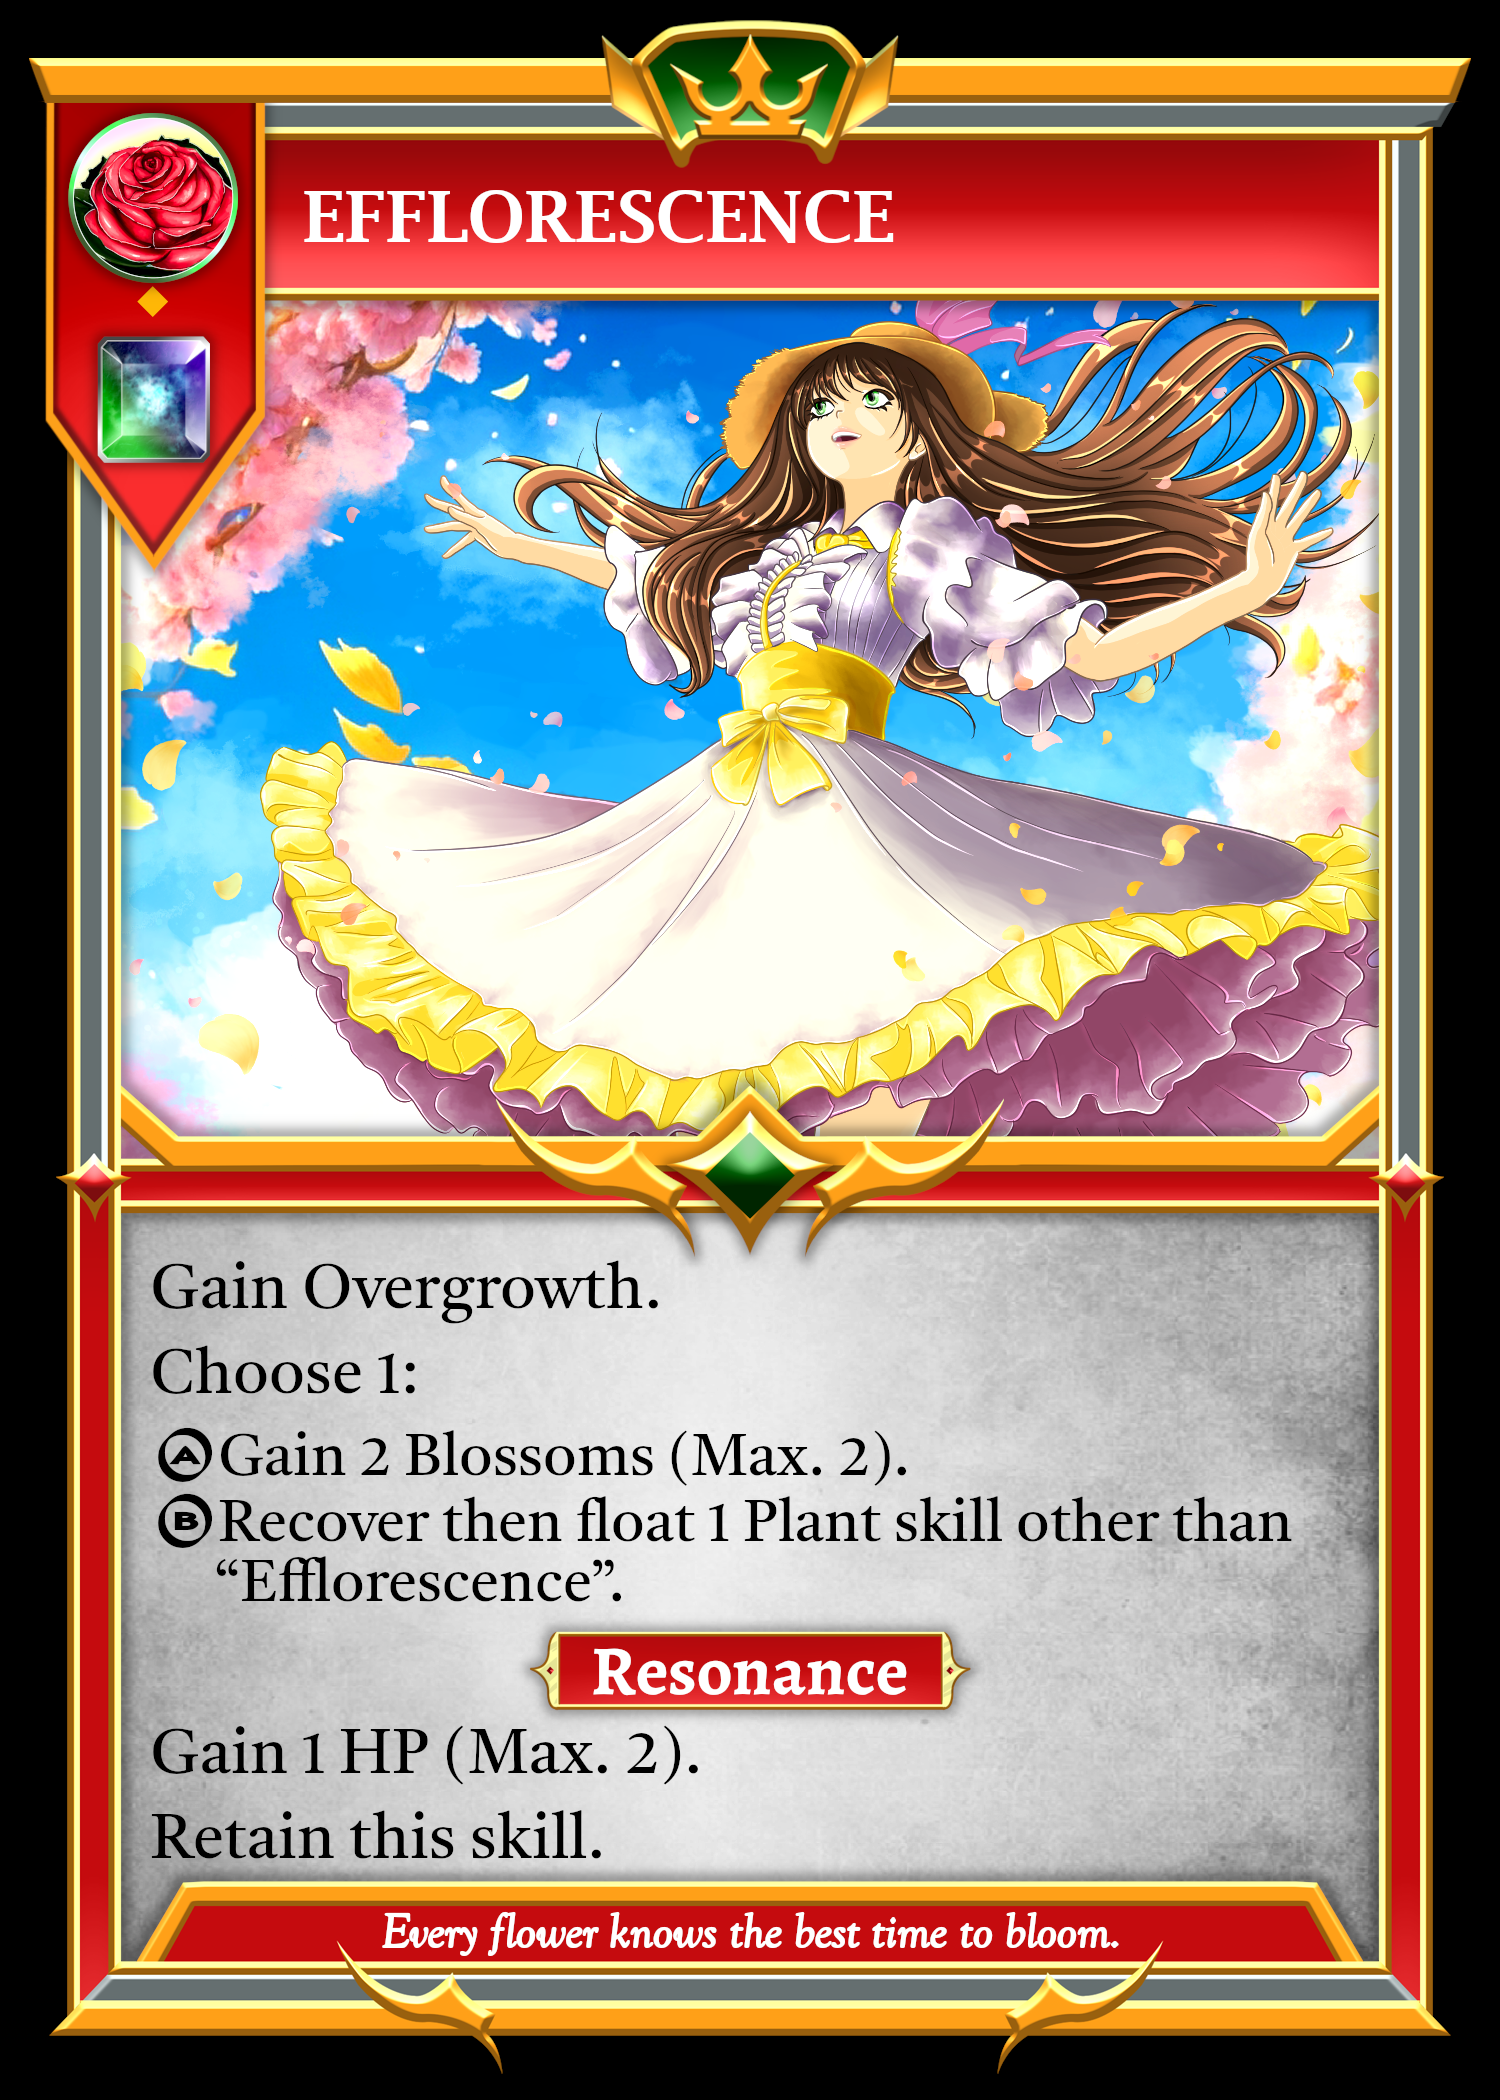 EFFLORESCENCE
Gain Overgrowth.
Choose 1:
Ⓐ Gain 2 Blossoms (Max. 2).
Ⓑ Recover then float 1 Plant skill other than
“Efflorescence”.
Resonance
Gain 1 HP (Max. 2).
Retain this skill.
Every flower knows the best time to bloom.